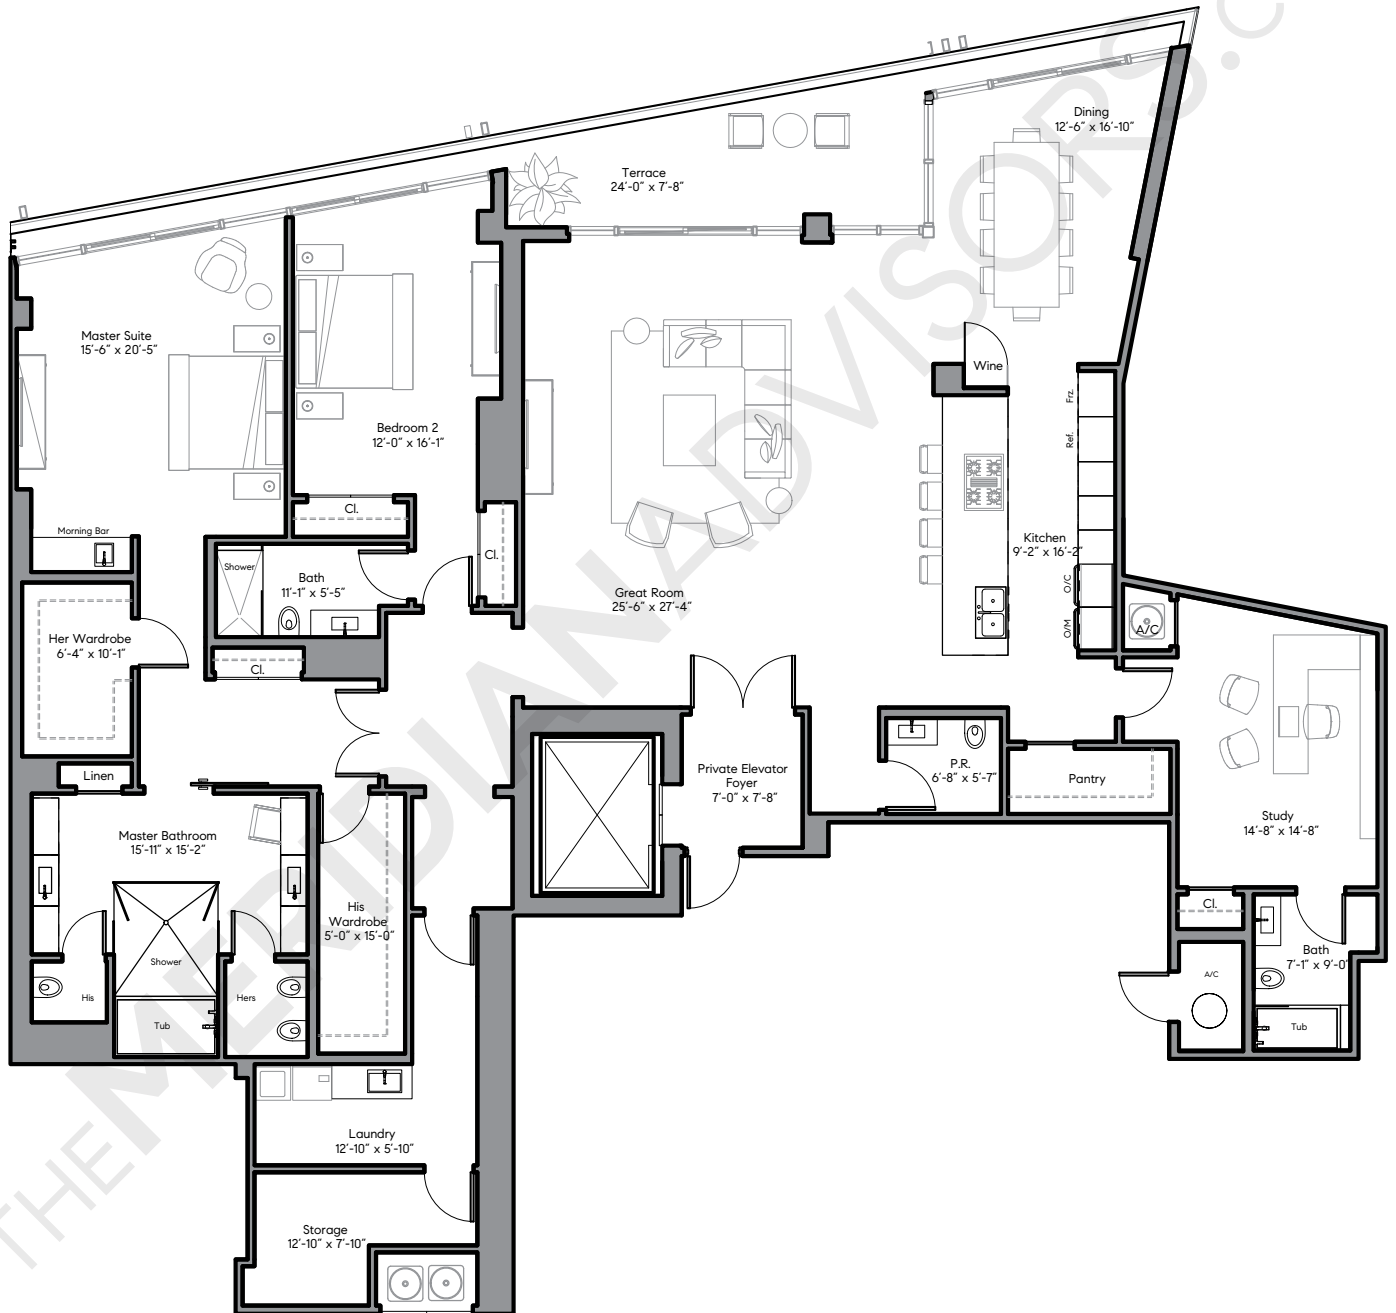 Dining
12'-6" x 16'-10"
Terrace
24'-0" x 7'-8"
Master Suite
15'-6" x 20'-5"
Wine
Frz.
Ref.
Bedroom 2
12'-0" x 16'-1"
Cl.
Morning Bar
Kitchen
9'-2" x 16'-2"
Cl.
Shower
Bath
11'-1" x 5'-5"
Great Room
25'-6" x 27'-4"
O/C
O/M
A/C
Her Wardrobe
6'-4" x 10'-1"
Cl.
Linen
Private Elevator
Foyer
7'-0" x 7'-8"
P.R.
6'-8" x 5'-7"
Pantry
Study
14'-8" x 14'-8"
Master Bathroom
15'-11" x 15'-2"
His
Wardrobe
5'-0" x 15'-0"
Cl.
Bath
7'-1" x 9'-0"
Shower
A/C
His
Hers
Tub
Tub
Laundry
12'-10" x 5'-10"
Storage
12'-10" x 7'-10"
THEMERIDIANADVISORS.C